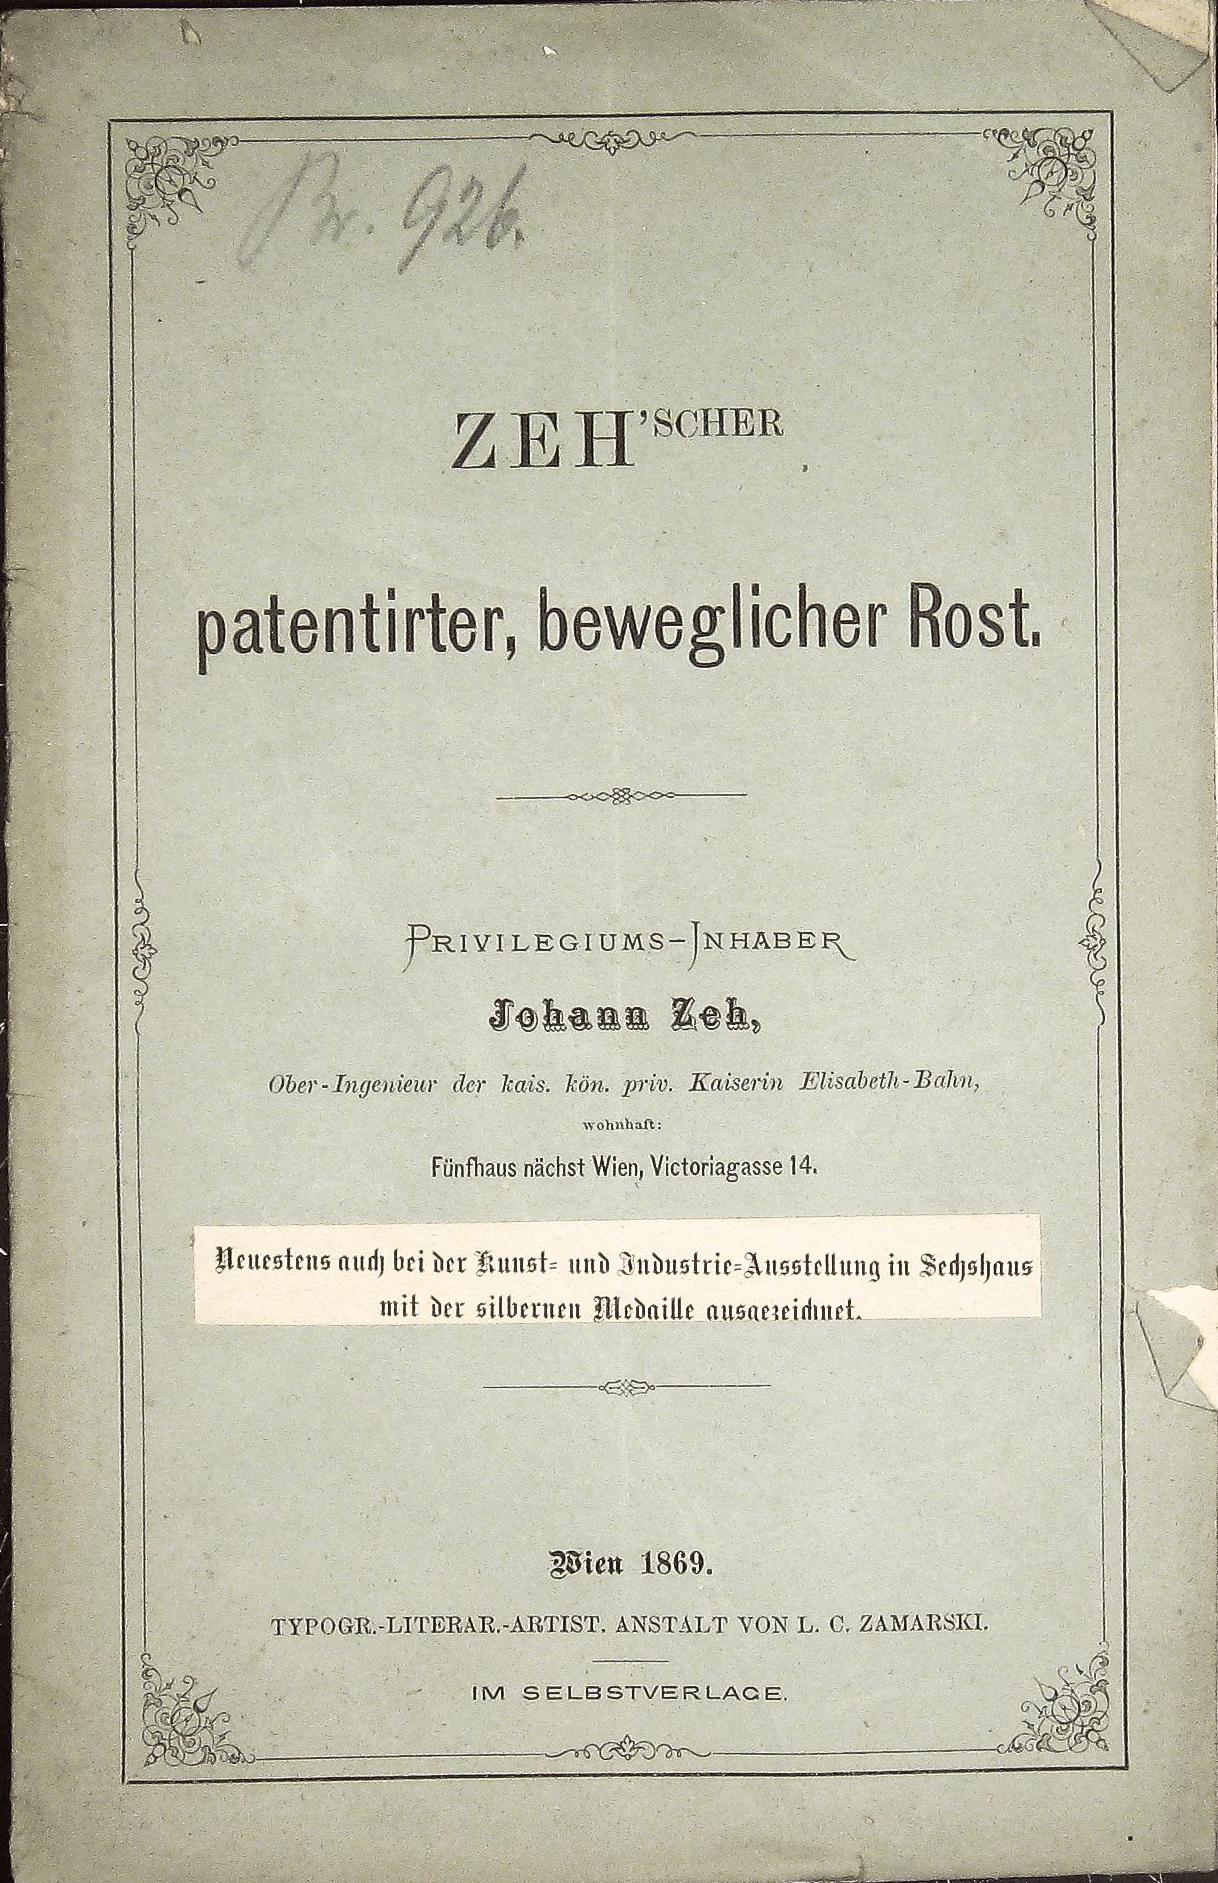 Br. 926.
ZEH'SCHER
patentirter, beweglicher Rost.
PRIVILEGIUMS-INHABER
Johann Zeh,
Ober-Ingenieur der kais. kön. priv. Kaiserin Elisabeth-Bahn,
wohnhaft:
Fünfhaus nächst Wien, Victoriagasse 14.
Neuestens auch bei der Kunst- und Industrie-Ausstellung in Sechshaus
mit der silbernen Medaille ausgezeichnet.
Wien 1869.
TYPOGR.-LITERAR.-ARTIST. ANSTALT VON L. C. ZAMARSKI.
IM SELBSTVERLAGE.